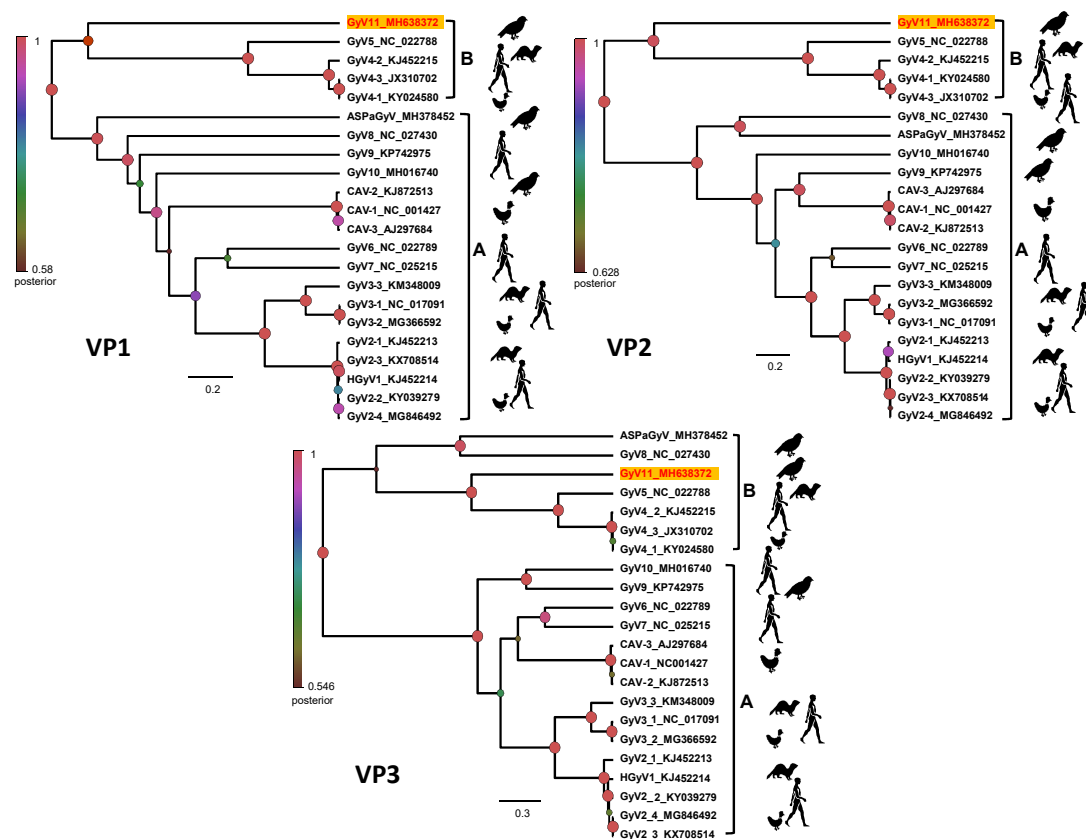 1
0.58
posterior
GyV11_MH638372
GyV5_NC_022788
GyV4-2_KJ452215
GyV4-3_JX310702
GyV4-1_KY024580
ASPaGyV_MH378452
GyV8_NC_027430
GyV9_KP742975
GyV10_MH016740
CAV-2_KJ872513
CAV-1_NC_001427
CAV-3_AJ297684
GyV6_NC_022789
GyV7_NC_025215
GyV3-3_KM348009
GyV3-1_NC_017091
GyV3-2_MG366592
GyV2-1_KJ452213
GyV2-3_KX708514
HGyV1_KJ452214
GyV2-2_KY039279
GyV2-4_MG846492
B
A
VP1
0.2
1
0.628
posterior
GyV11_MH638372
GyV5_NC_022788
GyV4-2_KJ452215
GyV4-1_KY024580
GyV4-3_JX310702
GyV8_NC_027430
ASPaGyV_MH378452
GyV10_MH016740
GyV9_KP742975
CAV-3_AJ297684
CAV-1_NC_001427
CAV-2_KJ872513
GyV6_NC_022789
GyV7_NC_025215
GyV3-3_KM348009
GyV3-2_MG366592
GyV3-1_NC_017091
GyV2-1_KJ452213
HGyV1_KJ452214
GyV2-2_KY039279
GyV2-3_KX708514
GyV2-4_MG846492
B
A
VP2
0.2
1
0.546
posterior
ASPaGyV_MH378452
GyV8_NC_027430
GyV11_MH638372
GyV5_NC_022788
GyV4_2_KJ452215
GyV4_3_JX310702
GyV4_1_KY024580
GyV10_MH016740
GyV9_KP742975
GyV6_NC_022789
GyV7_NC_025215
CAV-3_AJ297684
CAV-1_NC001427
CAV-2_KJ872513
GyV3_3_KM348009
GyV3_1_NC_017091
GyV3_2_MG366592
GyV2_1_KJ452213
HGyV1_KJ452214
GyV2_2_KY039279
GyV2_4_MG846492
GyV2_3_KX708514
B
A
VP3
0.3